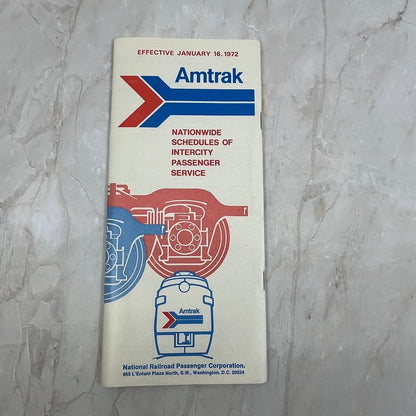 EFFECTIVE JANUARY 16, 1972
Amtrak
NATIONWIDE
SCHEDULES OF
INTERCITY
PASSENGER
SERVICE
Amtrak
National Railroad Passenger Corporation.
955 L'Enfant Plaza North, S.W., Washington, D.C. 20024